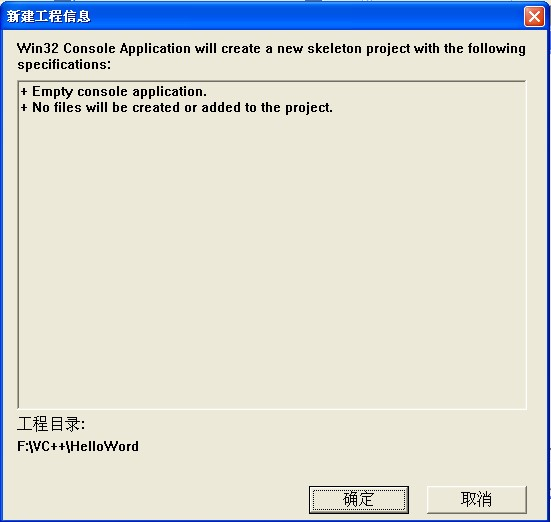 新建工程信息
Win32 Console Application will create a new skeleton project with the following
specifications:
+ Empty console application.
+ No files will be created or added to the project.
工程目录:
F:\VC++\HelloWord
确定
取消